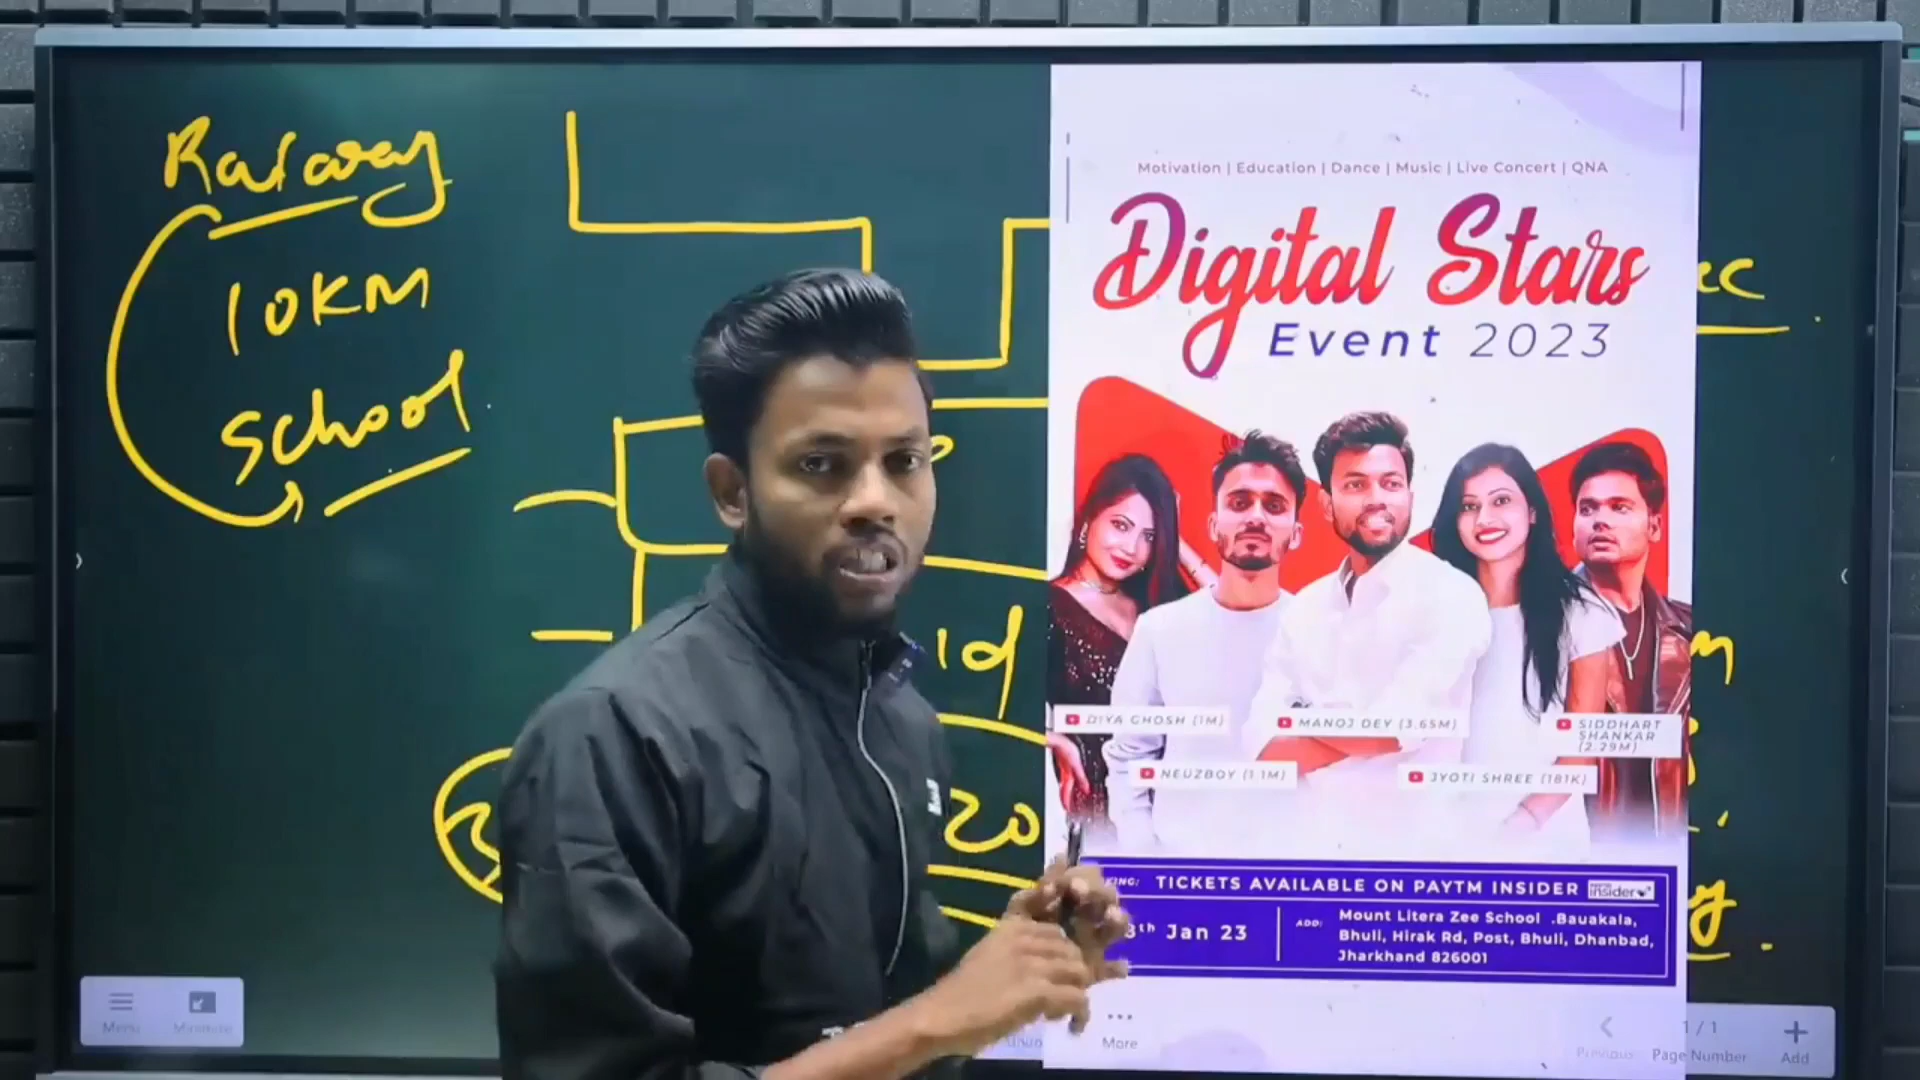 Railway
10KM
School
20
Motivation | Education | Dance | Music | Live Concert | QNA
Digital Stars
Event 2023
DIYA GHOSH (1M)
MANOJ DEY (3.65M)
SIDDHART
SHANKAR
(2.29M)
NEUZBOY (1.1M)
JYOTI SHREE (181K)
TICKETS AVAILABLE ON PAYTM INSIDER
insider
Jan 23
ADD:
Mount Litera Zee School .Bauakala,
Bhuli, Hirak Rd, Post, Bhuli, Dhanbad,
Jharkhand 826001
Menu
Minimize
More
Previous
1/1
Page Number
Add